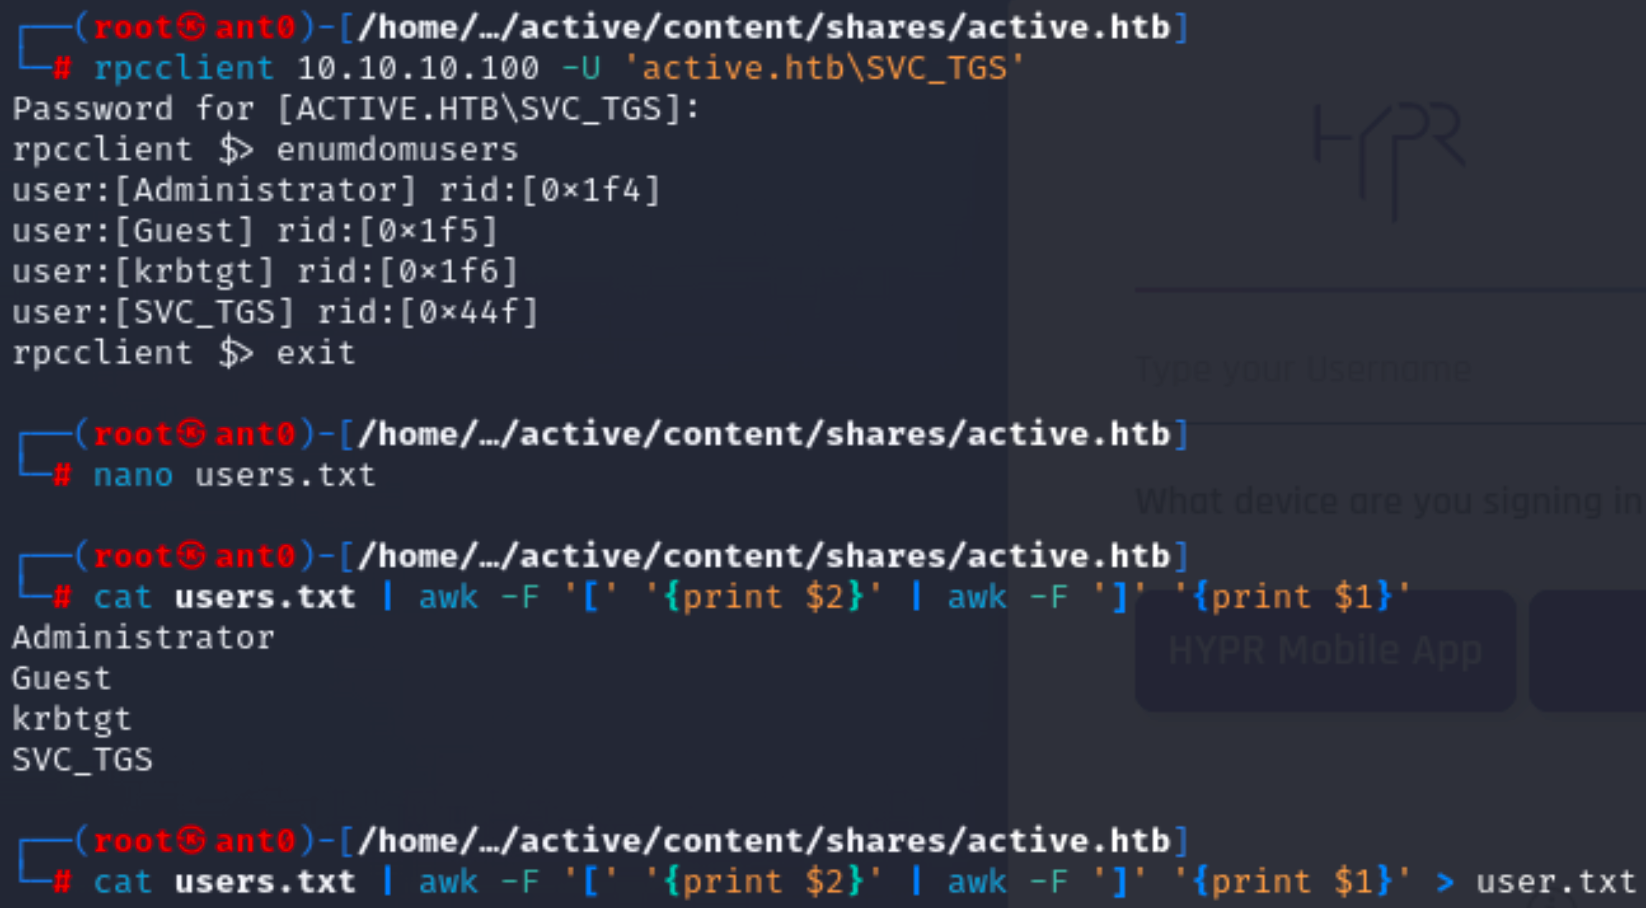 ┌──(root㉿ant0)-[/home/…/active/content/shares/active.htb]
└─# rpcclient 10.10.10.100 -U 'active.htb\SVC_TGS'
Password for [ACTIVE.HTB\SVC_TGS]:
rpcclient $> enumdomusers
user:[Administrator] rid:[0×1f4]
user:[Guest] rid:[0×1f5]
user:[krbtgt] rid:[0×1f6]
user:[SVC_TGS] rid:[0×44f]
rpcclient $> exit
┌──(root㉿ant0)-[/home/…/active/content/shares/active.htb]
└─# nano users.txt
┌──(root㉿ant0)-[/home/…/active/content/shares/active.htb]
└─# cat users.txt | awk -F '[' '{print $2}' | awk -F ']' '{print $1}'
Administrator
Guest
krbtgt
SVC_TGS
┌──(root㉿ant0)-[/home/…/active/content/shares/active.htb]
└─# cat users.txt | awk -F '[' '{print $2}' | awk -F ']' '{print $1}' > user.txt
HYPR
Type your Username
What device are you signing in
HYPR Mobile App